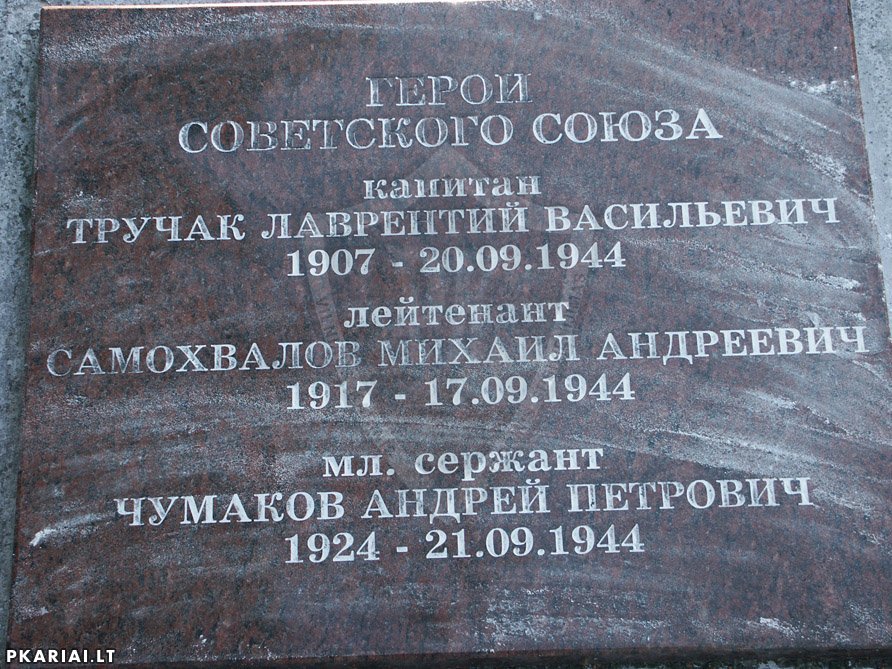 ГЕРОИ
СОВЕТСКОГО СОЮЗА
капитан
ТРУЧАК ЛАВРЕНТИЙ ВАСИЛЬЕВИЧ
1907 - 20.09.1944
лейтенант
САМОХВАЛОВ МИХАИЛ АНДРЕЕВИЧ
1917 - 17.09.1944
мл. сержант
ЧУМАКОВ АНДРЕЙ ПЕТРОВИЧ
1924 - 21.09.1944
PKARIAI.LT